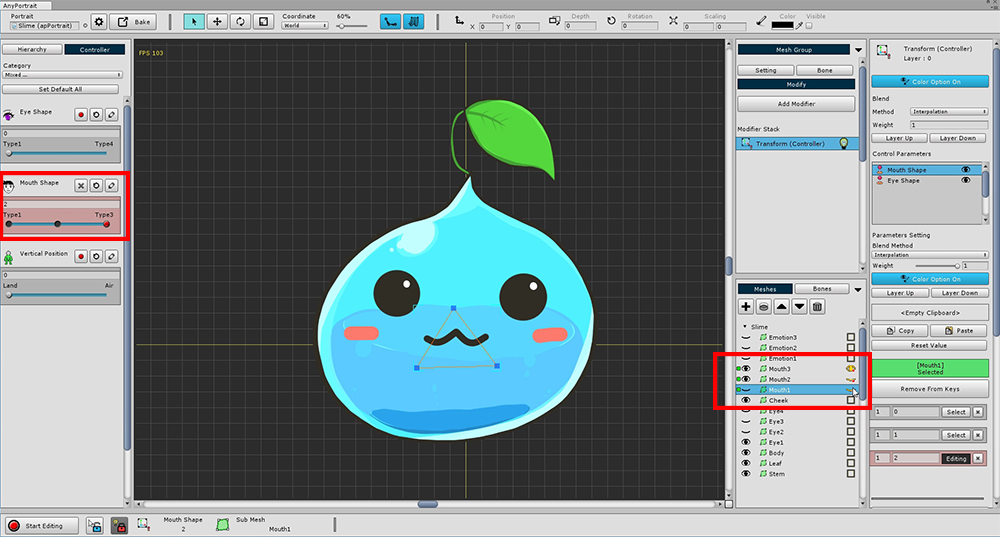 AnyPortrait
Portrait
Slime (apPortrait)
Bake
Coordinate
World
60%
Position
X 0 Y 0
Depth
0
Rotation
0
Scaling
0 0
Color
Visible
Hierarchy
Controller
Category
Mixed ...
Set Default All
Eye Shape
0
Type1 Type4
Mouth Shape
2
Type1 Type3
Vertical Position
0
Land Air
FPS 103
Mesh Group
Setting
Bone
Modify
Add Modifier
Modifier Stack
Transform (Controller)
Meshes
Bones
Slime
Emotion3
Emotion2
Emotion1
Mouth3
Mouth2
Mouth1
Cheek
Eye4
Eye3
Eye2
Eye1
Body
Leaf
Stem
Transform (Controller)
Layer : 0
Color Option On
Blend
Method Interpolation
Weight 1
Layer Up Layer Down
Control Parameters
Mouth Shape
Eye Shape
Parameters Setting
Blend Method
Interpolation
Weight 1
Color Option On
Layer Up Layer Down
<Empty Clipboard>
Copy Paste
Reset Value
[Mouth1]
Selected
Remove From Keys
1 0 Select
1 1 Select
1 2 Editing
Start Editing
Mouth Shape
2
Sub Mesh
Mouth1